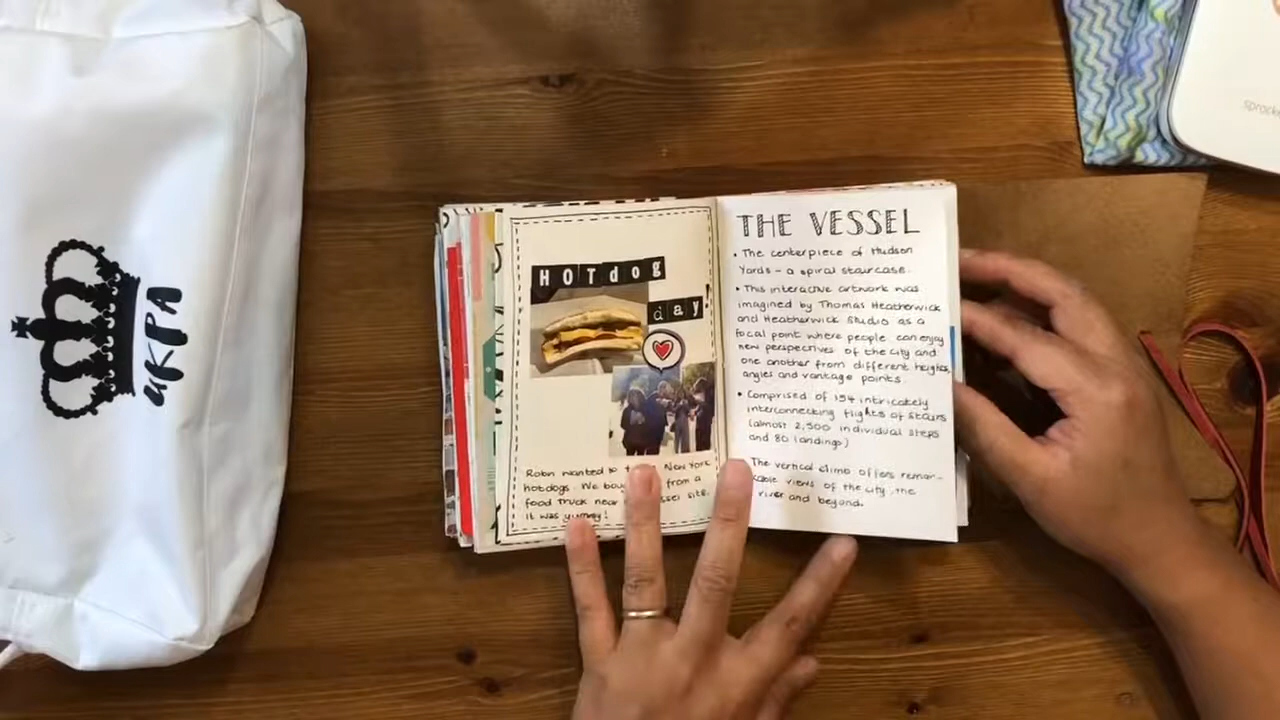 UKPA
sprocke
HOTdog
day!
Robin wanted to New York
hotdogs. We from a
food truck near site.
it was yummy!
THE VESSEL
• The centerpiece of Hudson
Yards - a spiral staircase.
• This interactive artwork was
imagined by Thomas Heatherwick
and Heatherwick Studio as a
focal point where people can enjoy
new perspectives of the city and
one another from different heights,
angles and vantage points.
• Comprised of 154 intricately
interconnecting flights of stairs
(almost 2,500 individual steps
and 80 landings)
The vertical climb offers remar-
views of the city, the
river and beyond.